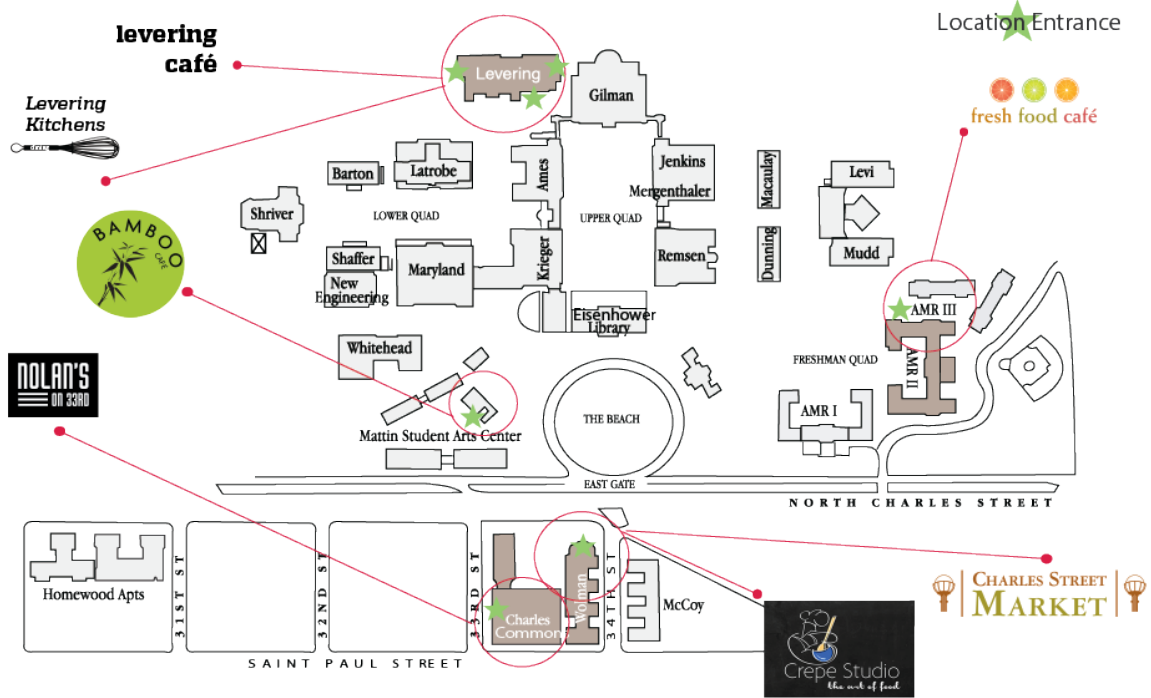 Location Entrance
levering
café
Levering
Gilman
fresh food café
Levering
Kitchens
Barton
Latrobe
Ames
Jenkins
Mergenthaler
Macaulay
Levi
Shriver
LOWER QUAD
UPPER QUAD
BAMBOO
CAFE
Shaffer
New
Engineering
Maryland
Krieger
Remsen
Dunning
Mudd
Eisenhower
Library
AMR III
Whitehead
FRESHMAN QUAD
AMR II
NOLAN'S
ON 33RD
THE BEACH
AMR I
Mattin Student Arts Center
EAST GATE
NORTH CHARLES STREET
31ST ST
32ND ST
33RD ST
34TH ST
Homewood Apts
Charles
Commons
Wolman
McCoy
CHARLES STREET
MARKET
SAINT PAUL STREET
Crepe Studio
the art of food